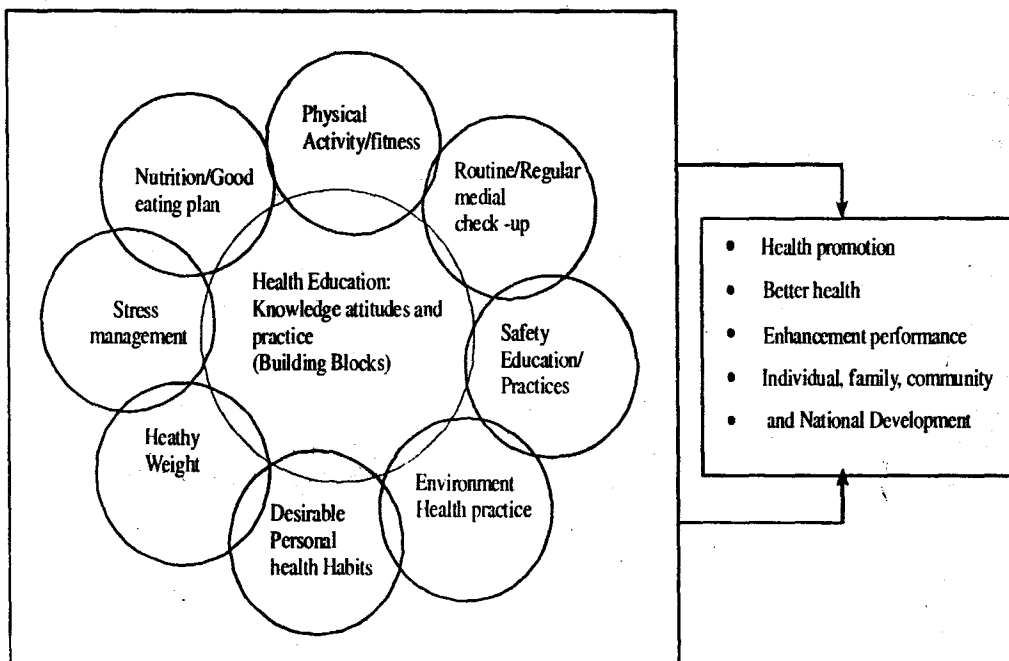 Physical
Activity/fitness
Nutrition/Good
eating plan
Routine/Regular
medial
check -up
Health Education:
Knowledge attitudes and
practice
(Building Blocks)
Stress
management
Safety
Education/
Practices
Heathy
Weight
Environment
Health practice
Desirable
Personal
health Habits
• Health promotion
• Better health
• Enhancement performance
• Individual, family, community
• and National Development